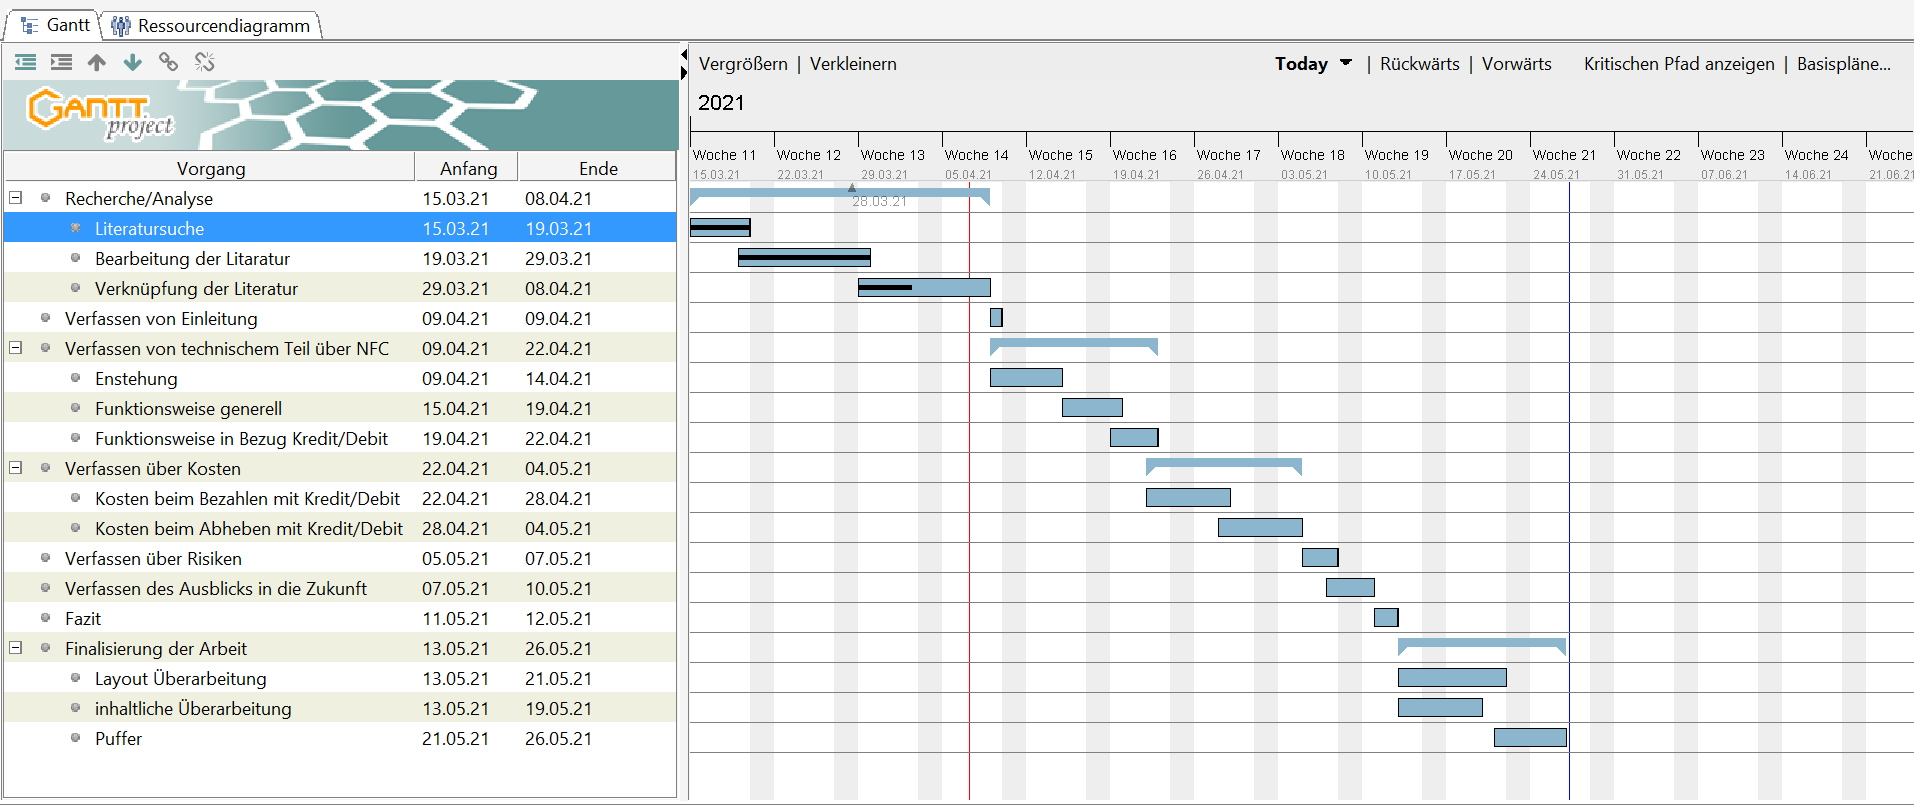 Gantt Ressourcendiagramm
Vergrößern | Verkleinern Today | Rückwärts | Vorwärts Kritischen Pfad anzeigen | Basispläne...
GANTT project
2021
Vorgang Anfang Ende
Woche 11 Woche 12 Woche 13 Woche 14 Woche 15 Woche 16 Woche 17 Woche 18 Woche 19 Woche 20 Woche 21 Woche 22 Woche 23 Woche 24 Woche
15.03.21 22.03.21 29.03.21 05.04.21 12.04.21 19.04.21 26.04.21 03.05.21 10.05.21 17.05.21 24.05.21 31.05.21 07.06.21 14.06.21 21.06.21
Recherche/Analyse 15.03.21 08.04.21
28.03.21
Literatursuche 15.03.21 19.03.21
Bearbeitung der Litaratur 19.03.21 29.03.21
Verknüpfung der Literatur 29.03.21 08.04.21
Verfassen von Einleitung 09.04.21 09.04.21
Verfassen von technischem Teil über NFC 09.04.21 22.04.21
Enstehung 09.04.21 14.04.21
Funktionsweise generell 15.04.21 19.04.21
Funktionsweise in Bezug Kredit/Debit 19.04.21 22.04.21
Verfassen über Kosten 22.04.21 04.05.21
Kosten beim Bezahlen mit Kredit/Debit 22.04.21 28.04.21
Kosten beim Abheben mit Kredit/Debit 28.04.21 04.05.21
Verfassen über Risiken 05.05.21 07.05.21
Verfassen des Ausblicks in die Zukunft 07.05.21 10.05.21
Fazit 11.05.21 12.05.21
Finalisierung der Arbeit 13.05.21 26.05.21
Layout Überarbeitung 13.05.21 21.05.21
inhaltliche Überarbeitung 13.05.21 19.05.21
Puffer 21.05.21 26.05.21